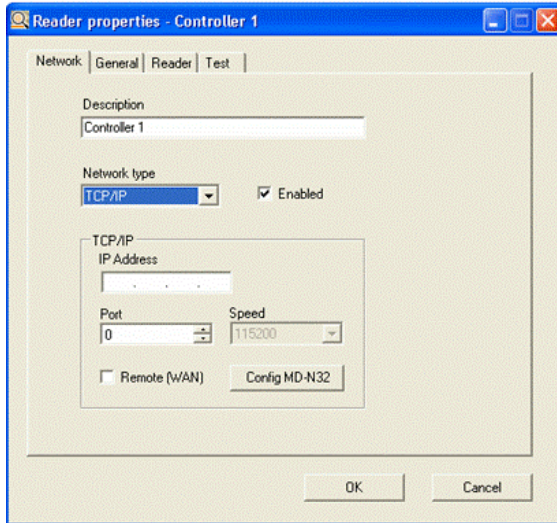 Reader properties - Controller 1
Network General Reader Test
Description
Controller 1
Network type
TCP/IP Enabled
TCP/IP
IP Address
. . .
Port Speed
0 115200
Remote (WAN) Config MD-N32
OK Cancel